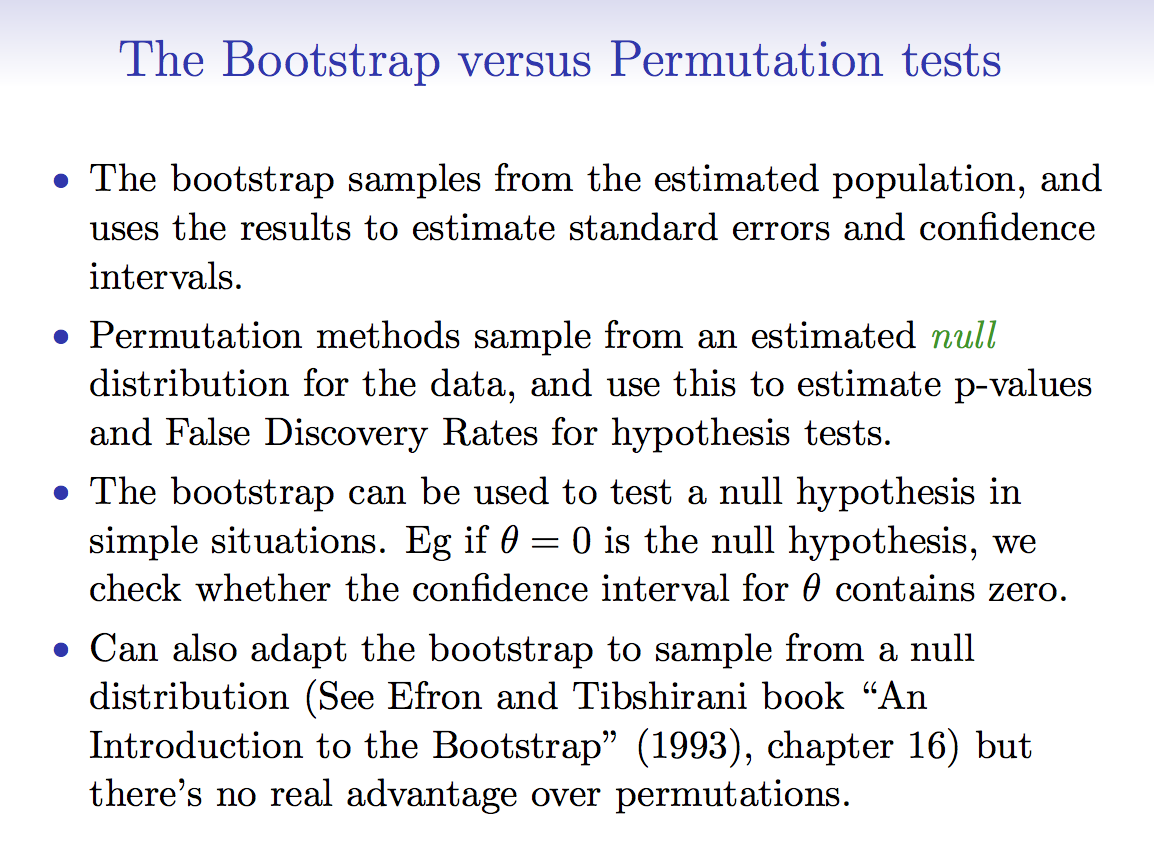 The Bootstrap versus Permutation tests
• The bootstrap samples from the estimated population, and
uses the results to estimate standard errors and confidence
intervals.
• Permutation methods sample from an estimated null
distribution for the data, and use this to estimate p-values
and False Discovery Rates for hypothesis tests.
• The bootstrap can be used to test a null hypothesis in
simple situations. Eg if θ = 0 is the null hypothesis, we
check whether the confidence interval for θ contains zero.
• Can also adapt the bootstrap to sample from a null
distribution (See Efron and Tibshirani book “An
Introduction to the Bootstrap” (1993), chapter 16) but
there’s no real advantage over permutations.